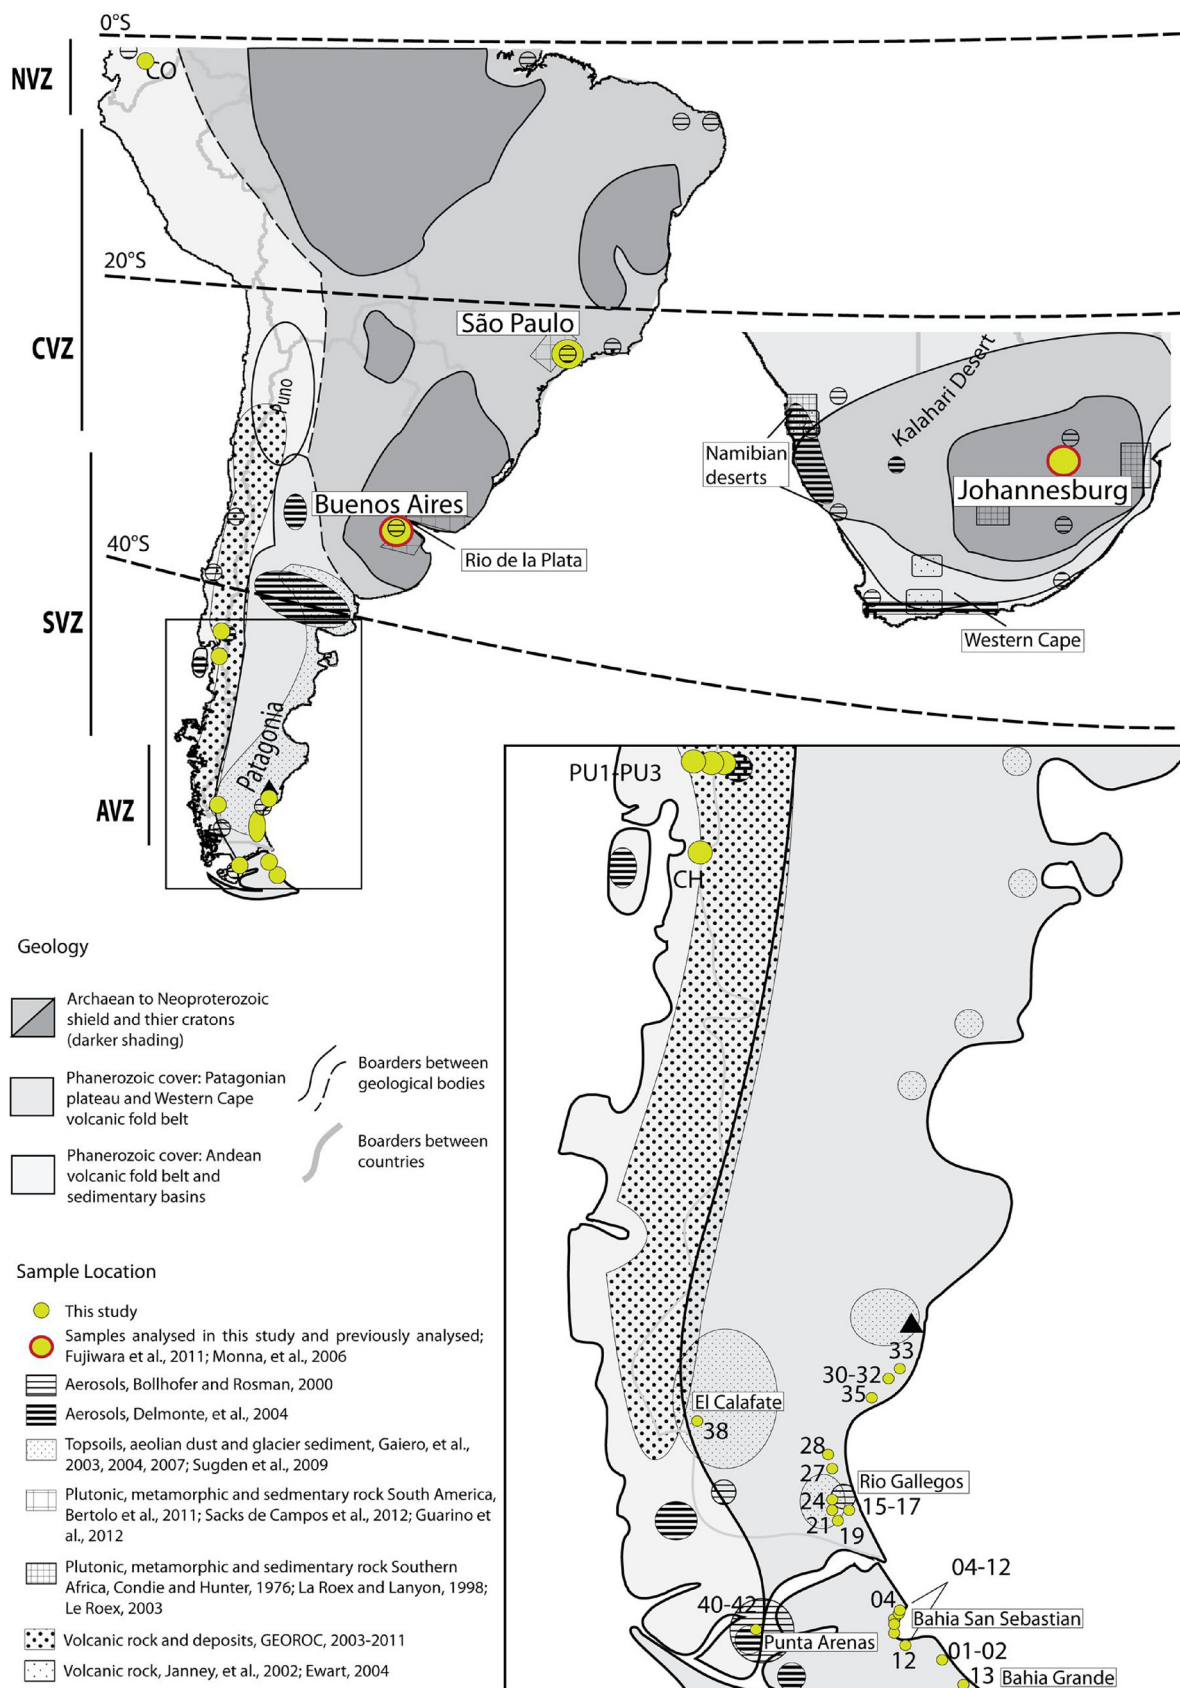 0°S
NVZ
CO
20°S
CVZ
São Paulo
Puno
Kalahari Desert
Namibian
deserts
Johannesburg
Buenos Aires
Rio de la Plata
40°S
SVZ
Western Cape
Patagonia
AVZ
PU1-PU3
CH
33
30-32
35
El Calafate
38
28
27
Rio Gallegos
24
15-17
21
19
04-12
40-42
04
Bahia San Sebastian
Punta Arenas
12
01-02
13
Bahia Grande
Geology
Archaean to Neoproterozoic
shield and thier cratons
(darker shading)
Phanerozoic cover: Patagonian
plateau and Western Cape
volcanic fold belt
Phanerozoic cover: Andean
volcanic fold belt and
sedimentary basins
Boarders between
geological bodies
Boarders between
countries
Sample Location
This study
Samples analysed in this study and previously analysed;
Fujiwara et al., 2011; Monna, et al., 2006
Aerosols, Bollhofer and Rosman, 2000
Aerosols, Delmonte, et al., 2004
Topsoils, aeolian dust and glacier sediment, Gaiero, et al.,
2003, 2004, 2007; Sugden et al., 2009
Plutonic, metamorphic and sedmentary rock South America,
Bertolo et al., 2011; Sacks de Campos et al., 2012; Guarino et
al., 2012
Plutonic, metamorphic and sedimentary rock Southern
Africa, Condie and Hunter, 1976; La Roex and Lanyon, 1998;
Le Roex, 2003
Volcanic rock and deposits, GEOROC, 2003-2011
Volcanic rock, Janney, et al., 2002; Ewart, 2004